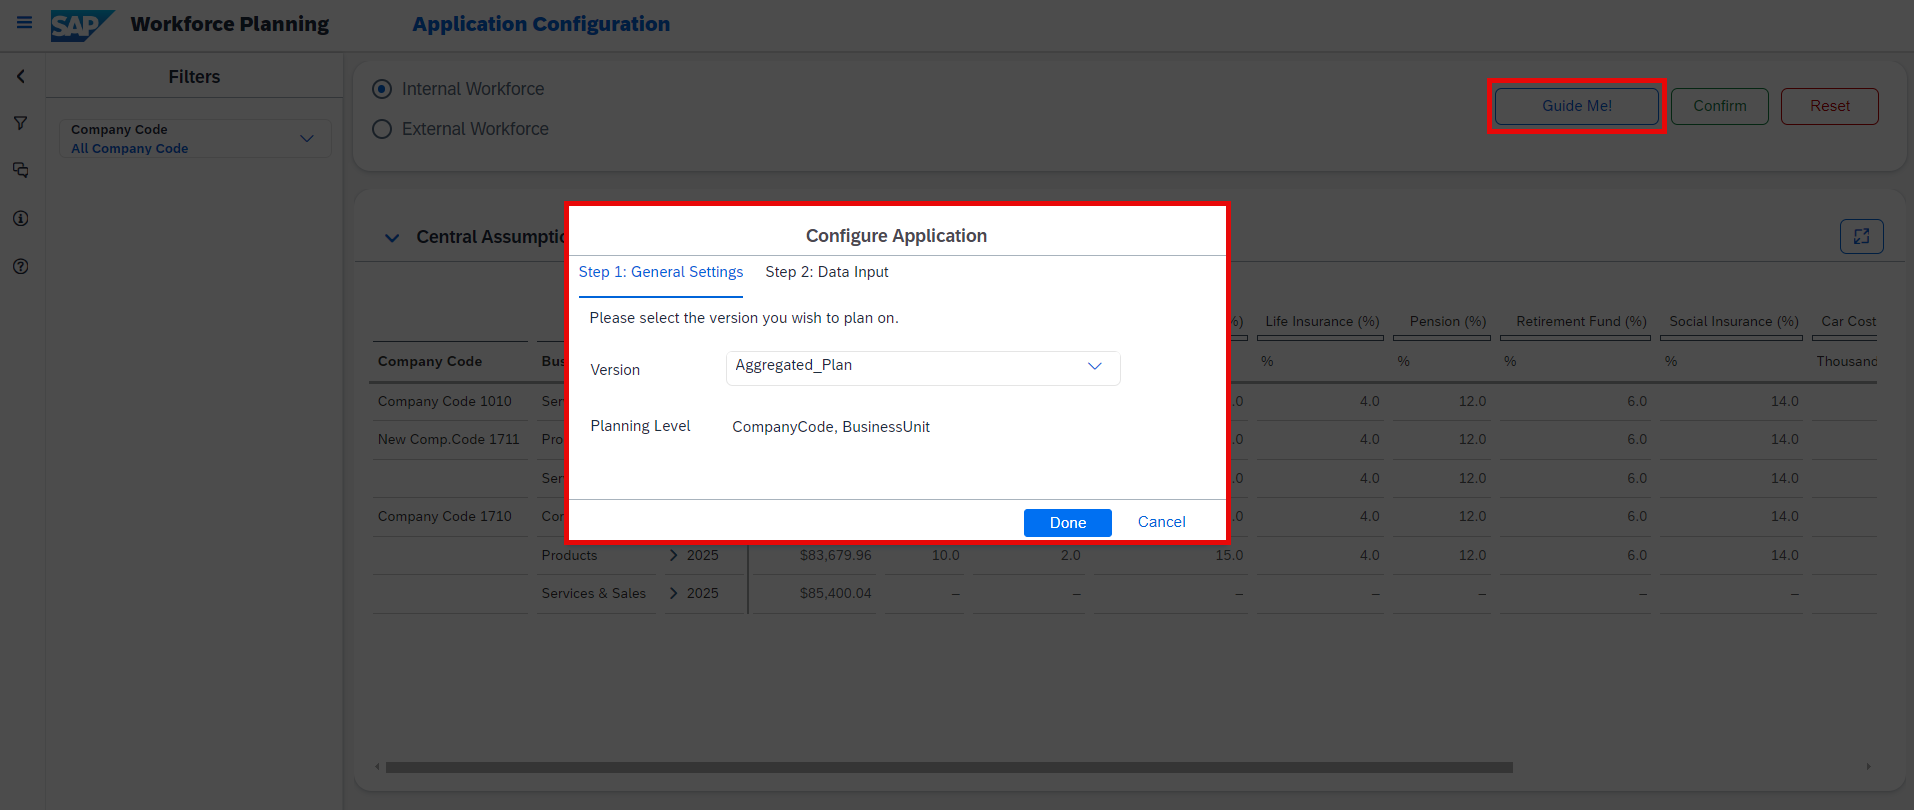 SAP Workforce Planning Application Configuration
Filters
Company Code
All Company Code
Internal Workforce
External Workforce
Guide Me! Confirm Reset
Central Assumptio
Configure Application
Step 1: General Settings Step 2: Data Input
Please select the version you wish to plan on.
Version Aggregated_Plan
Planning Level CompanyCode, BusinessUnit
Done Cancel
%) Life Insurance (%) Pension (%) Retirement Fund (%) Social Insurance (%) Car Cost
Company Code Bus % % % % Thousand
Company Code 1010 Ser .0 4.0 12.0 6.0 14.0
New Comp.Code 1711 Pro .0 4.0 12.0 6.0 14.0
Ser .0 4.0 12.0 6.0 14.0
Company Code 1710 Cor .0 4.0 12.0 6.0 14.0
Products 2025 $83,679.96 10.0 2.0 15.0 4.0 12.0 6.0 14.0
Services & Sales 2025 $85,400.04 – – – – – – –